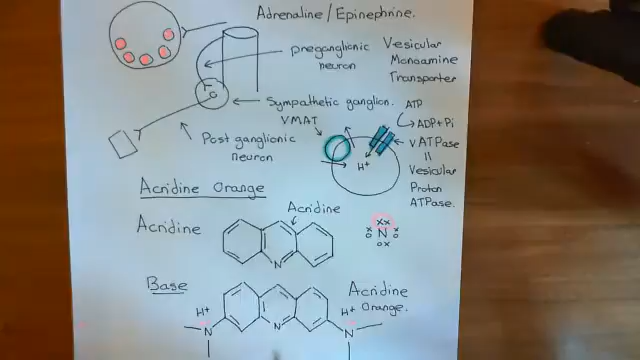 Adrenaline/Epinephrine.
preganglionic
neuron
Vesicular
Monoamine
Transporter
Sympathetic ganglion.
VMAT
ATP
ADP+Pi
vATPase
H+
=
Vesicular
Proton
ATPase.
Post ganglionic
neuron
Acridine Orange
Acridine
Acridine
N
N
Base
H+
N
N
H+
N
Acridine
Orange.